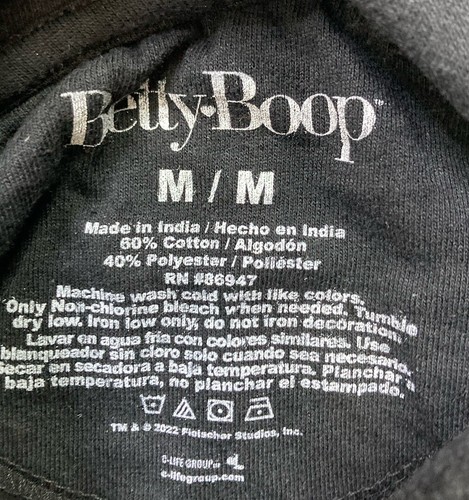 Betty·Boop™
M / M
Made in India / Hecho en India
60% Cotton / Algodón
40% Polyester / Poliéster
RN #86947
Machine wash cold with like colors.
Only Non-chlorine bleach when needed. Tumble
dry low. Iron low only, do not iron decoration.
Lavar en agua fria con colores similares. Use
blanqueador sin cloro solo cuando sea necesario.
Secar en secadora a baja temperatura. Planchar a
baja temperatura, no planchar el estampado.
TM & © 2022 Fleischer Studios, Inc.
C-LIFE GROUP
c-lifegroup.com